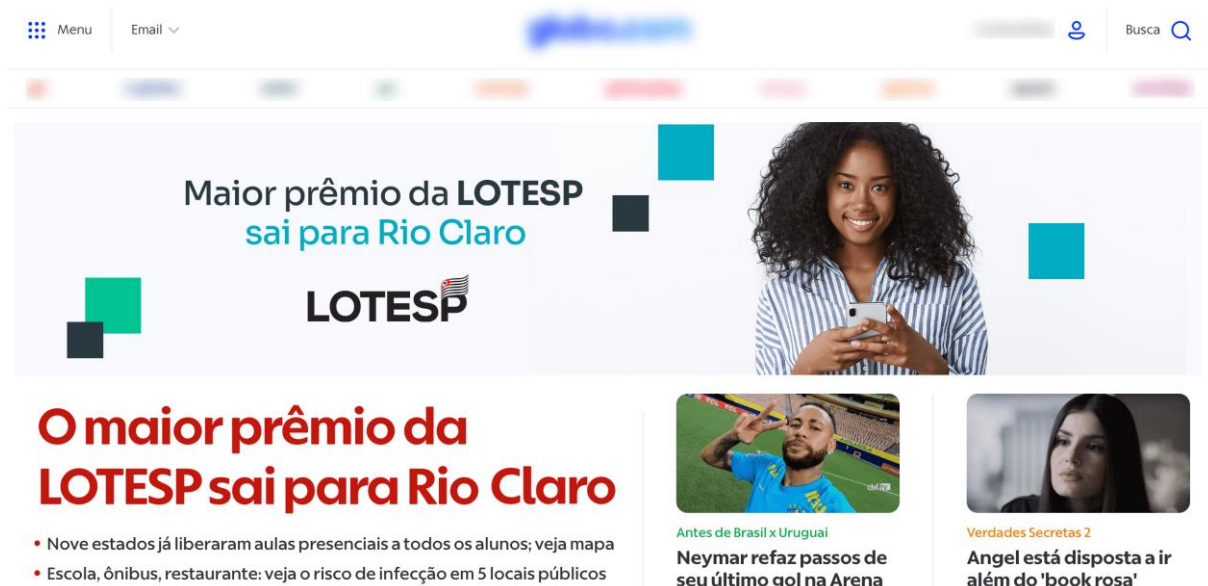 Menu
Email
Busca
Maior prêmio da LOTESP
sai para Rio Claro
LOTESP
O maior prêmio da
LOTESP sai para Rio Claro
• Nove estados já liberaram aulas presenciais a todos os alunos; veja mapa
• Escola, ônibus, restaurante: veja o risco de infecção em 5 locais públicos
TCL
Antes de Brasil x Uruguai
Neymar refaz passos de
seu último gol na Arena
Verdades Secretas 2
Angel está disposta a ir
além do 'book rosa'